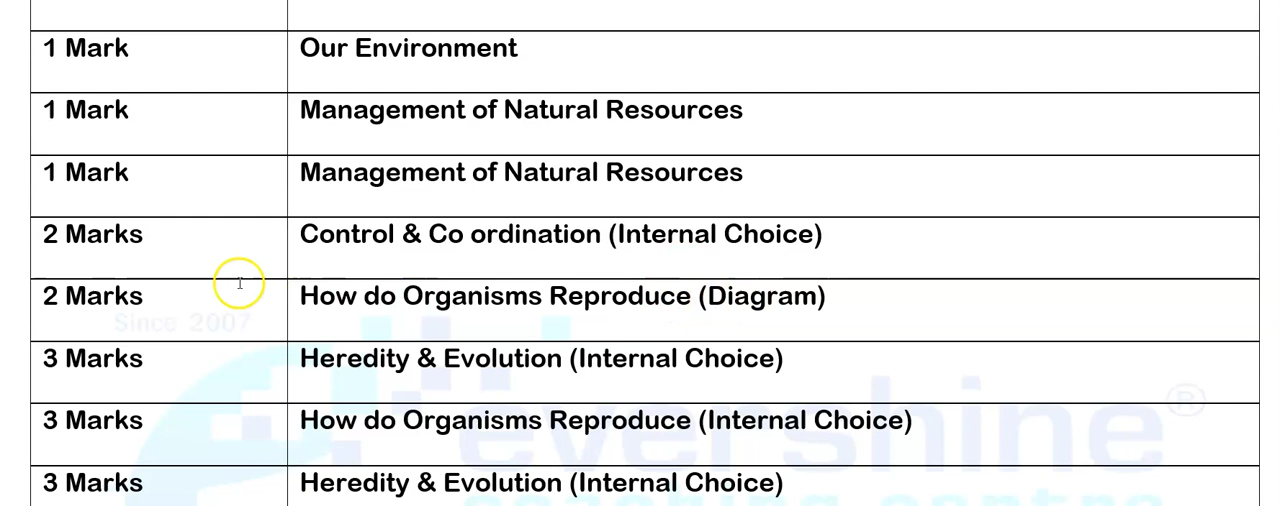 1 Mark Our Environment
1 Mark Management of Natural Resources
1 Mark Management of Natural Resources
2 Marks Control & Co ordination (Internal Choice)
2 Marks How do Organisms Reproduce (Diagram)
Since 2007
3 Marks Heredity & Evolution (Internal Choice)
3 Marks How do Organisms Reproduce (Internal Choice)
evershine®
3 Marks Heredity & Evolution (Internal Choice)